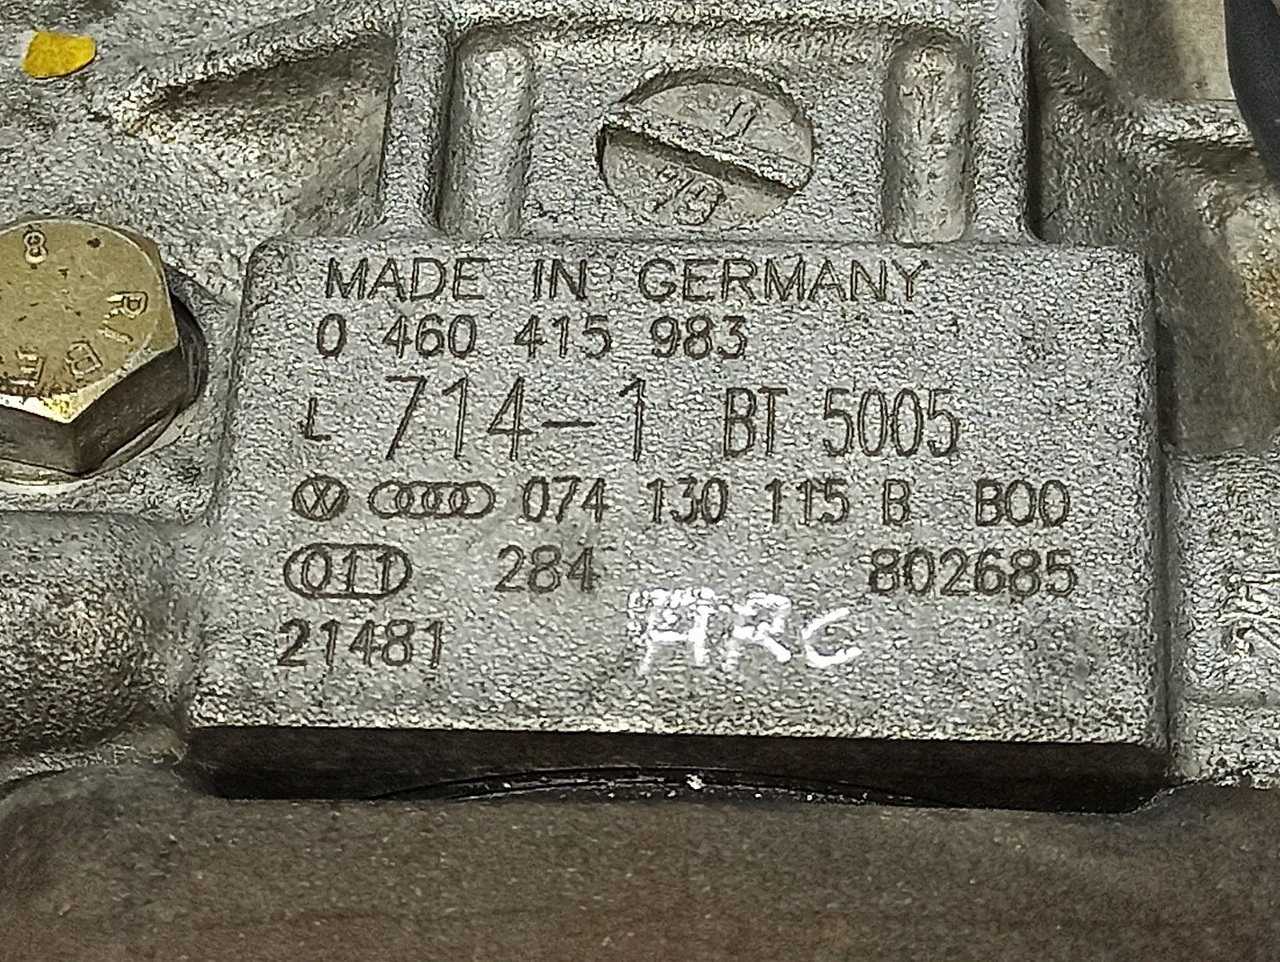 MADE IN GERMANY
0 460 415 983
L 714-1 BT 5005
074 130 115 B B00
284 802685
21481
ARC
8